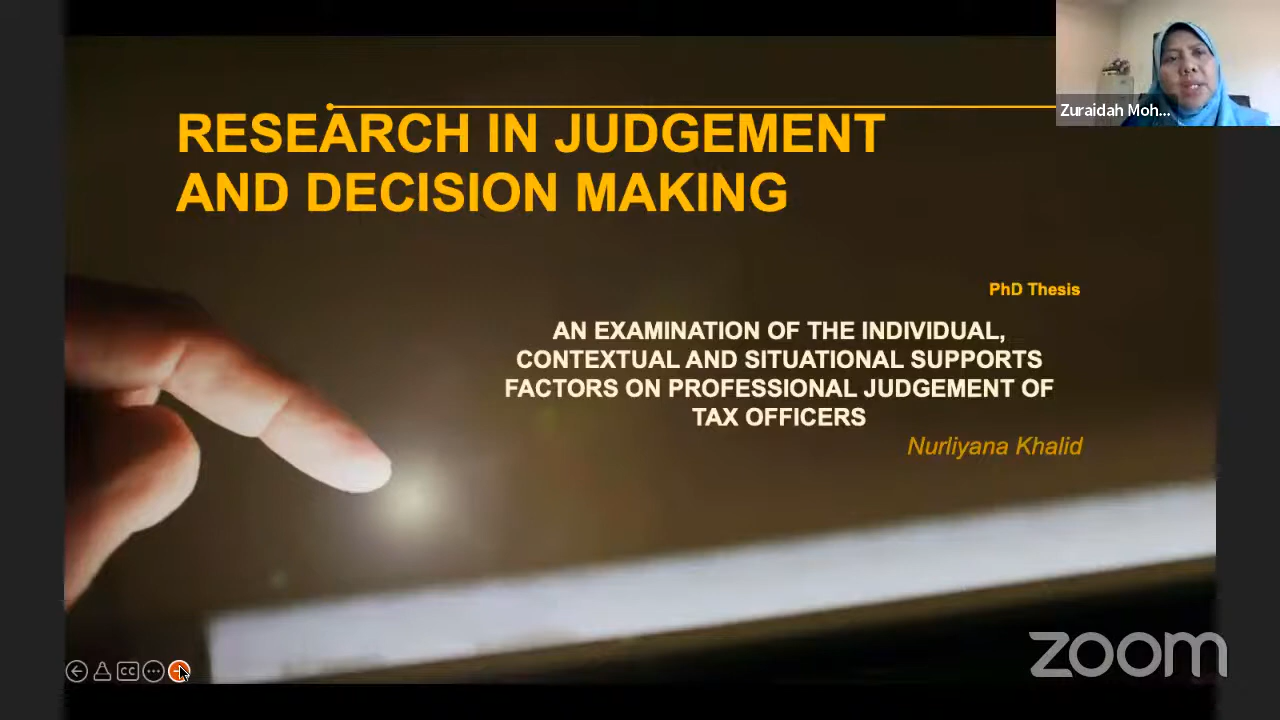 RESEARCH IN JUDGEMENT
AND DECISION MAKING
Zuraidah Moh...
PhD Thesis
AN EXAMINATION OF THE INDIVIDUAL,
CONTEXTUAL AND SITUATIONAL SUPPORTS
FACTORS ON PROFESSIONAL JUDGEMENT OF
TAX OFFICERS
Nurliyana Khalid
CC
zoom